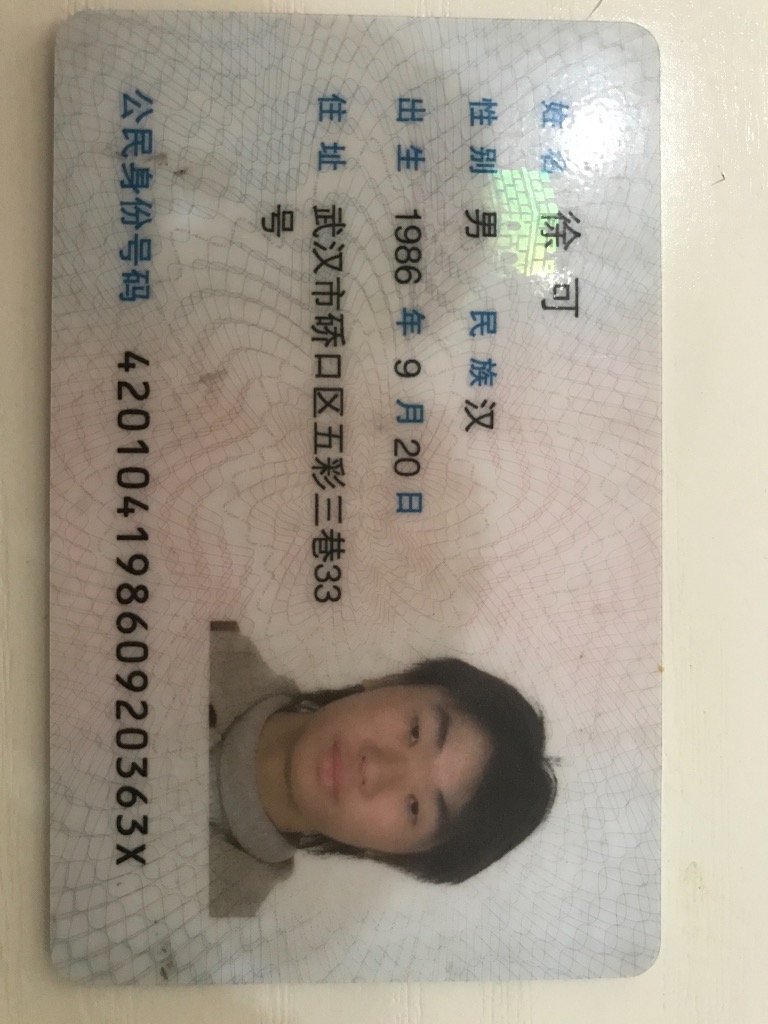 姓名 徐可
性别 男 民族 汉
出生 1986 年 9 月 20 日
住址 武汉市硚口区五彩三巷33
号
公民身份号码 42010419860920363X